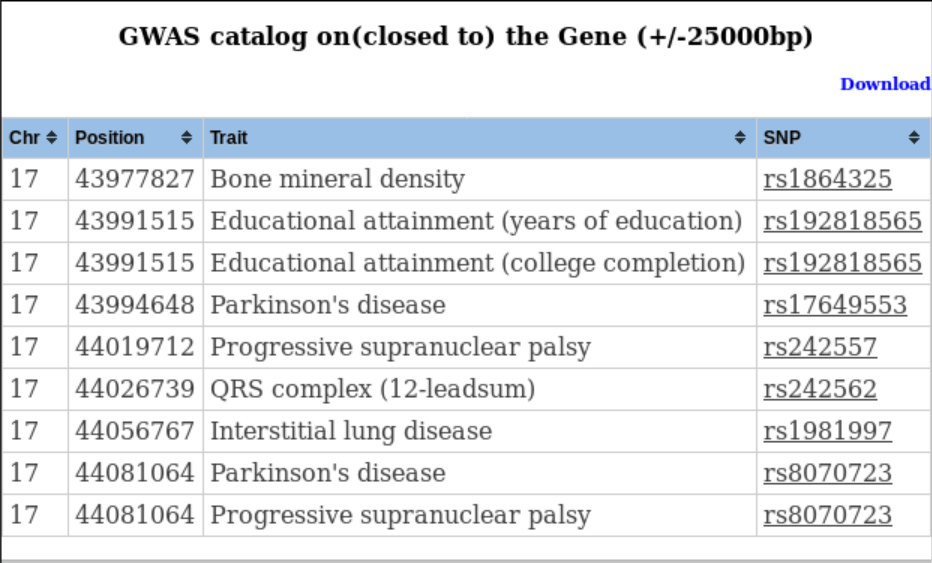 GWAS catalog on(closed to) the Gene (+/-25000bp)
Download
Chr Position Trait SNP
17 43977827 Bone mineral density rs1864325
17 43991515 Educational attainment (years of education) rs192818565
17 43991515 Educational attainment (college completion) rs192818565
17 43994648 Parkinson's disease rs17649553
17 44019712 Progressive supranuclear palsy rs242557
17 44026739 QRS complex (12-leadsum) rs242562
17 44056767 Interstitial lung disease rs1981997
17 44081064 Parkinson's disease rs8070723
17 44081064 Progressive supranuclear palsy rs8070723